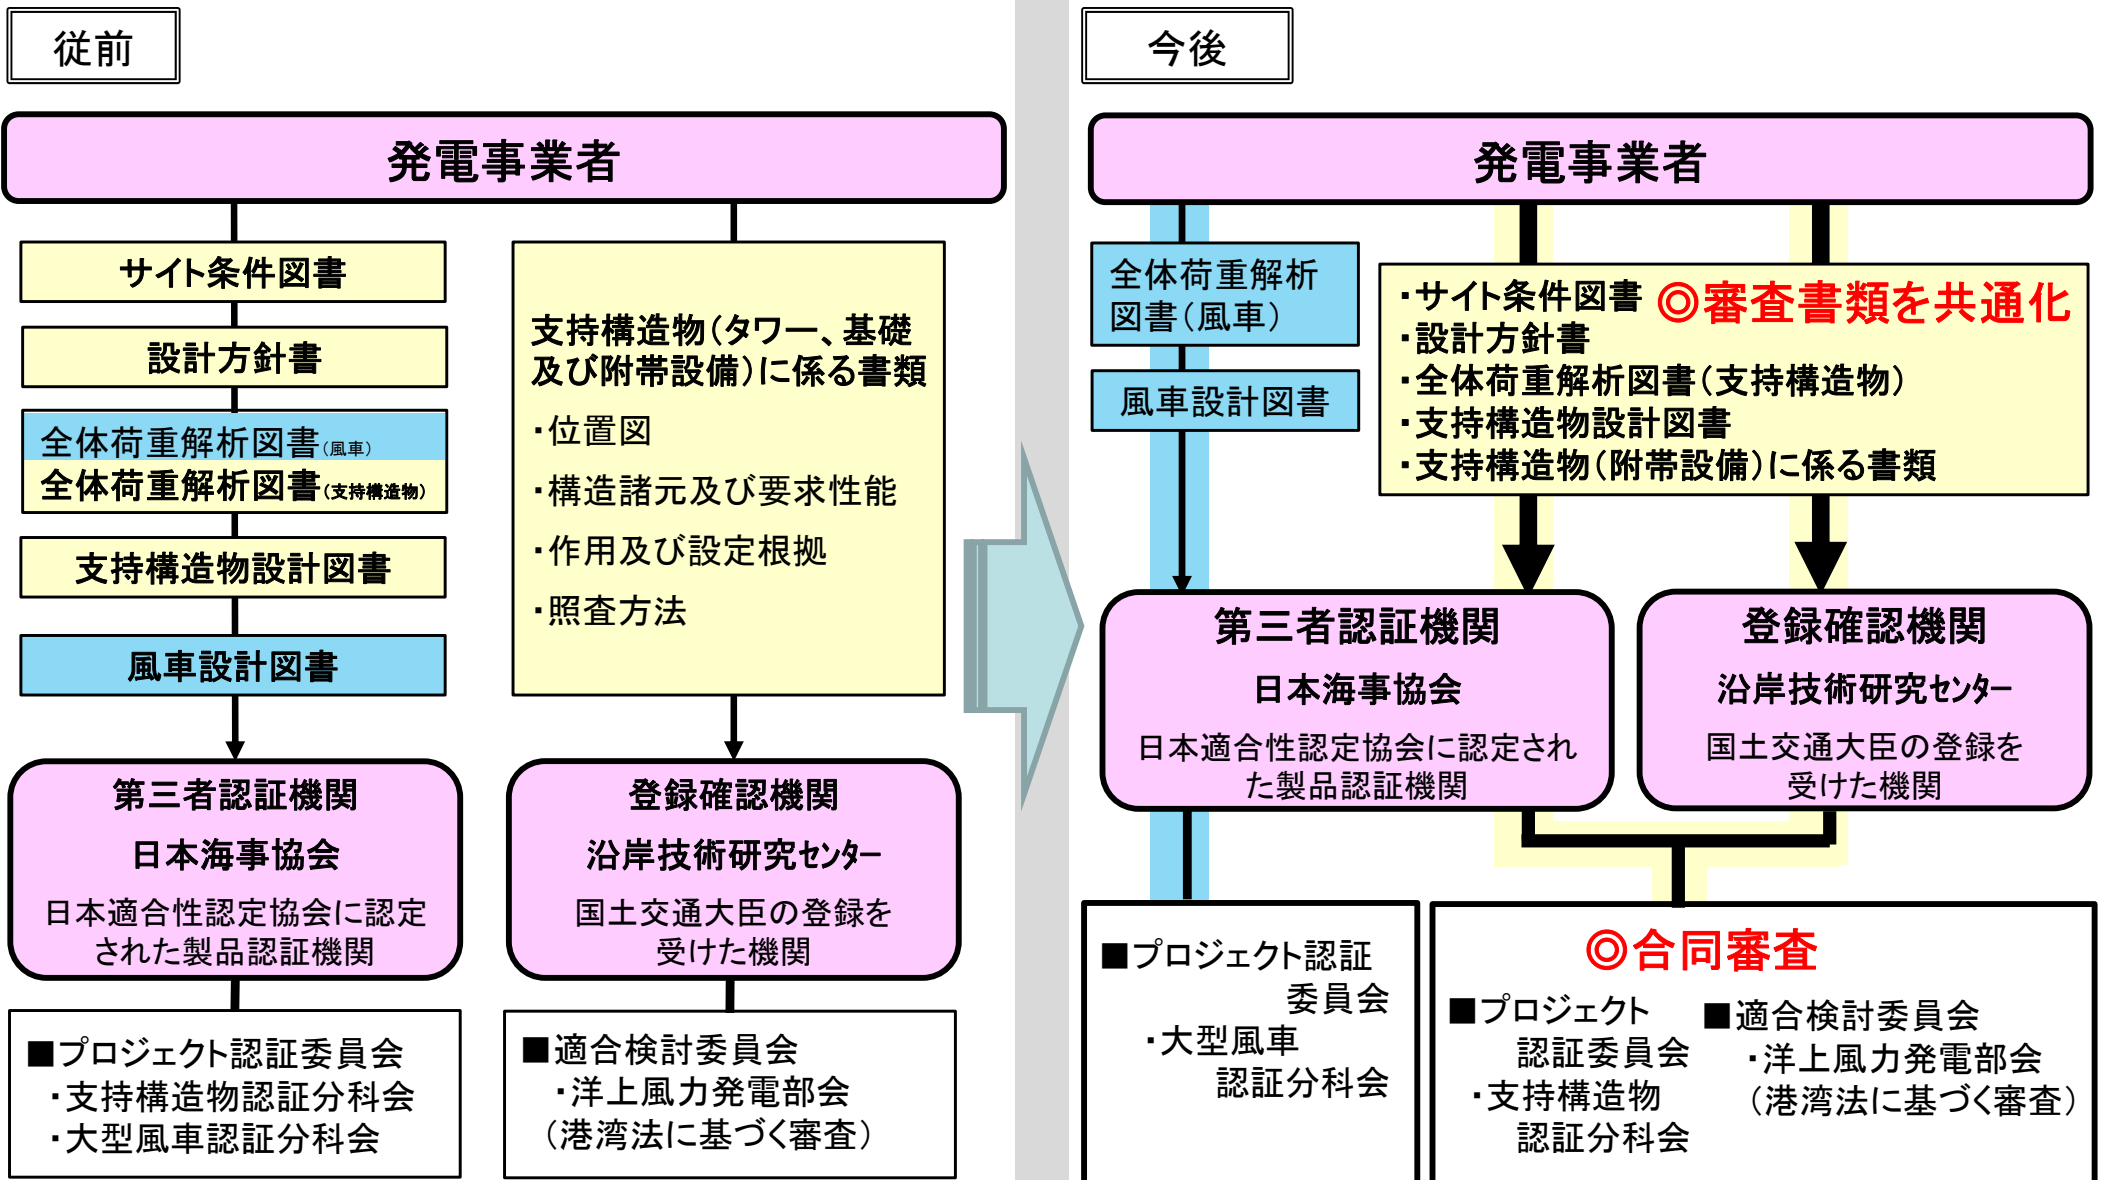 従前
発電事業者
サイト条件図書
設計方針書
全体荷重解析図書(風車)
全体荷重解析図書(支持構造物)
支持構造物設計図書
風車設計図書
支持構造物(タワー、基礎
及び附帯設備)に係る書類
・位置図
・構造諸元及び要求性能
・作用及び設定根拠
・照査方法
第三者認証機関
日本海事協会
日本適合性認定協会に認定
された製品認証機関
登録確認機関
沿岸技術研究センター
国土交通大臣の登録を
受けた機関
■プロジェクト認証委員会
・支持構造物認証分科会
・大型風車認証分科会
■適合検討委員会
・洋上風力発電部会
(港湾法に基づく審査)
今後
発電事業者
全体荷重解析
図書(風車)
風車設計図書
・サイト条件図書 ◎審査書類を共通化
・設計方針書
・全体荷重解析図書(支持構造物)
・支持構造物設計図書
・支持構造物(附帯設備)に係る書類
第三者認証機関
日本海事協会
日本適合性認定協会に認定され
た製品認証機関
登録確認機関
沿岸技術研究センター
国土交通大臣の登録を
受けた機関
■プロジェクト認証
委員会
・大型風車
認証分科会
◎合同審査
■プロジェクト
認証委員会
・支持構造物
認証分科会
■適合検討委員会
・洋上風力発電部会
(港湾法に基づく審査)